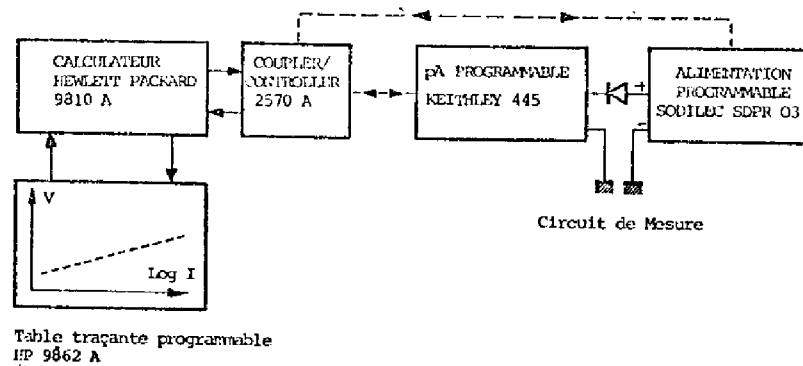 CALCULATEUR
HEWLETT PACKARD
9810 A
COUPLER/
CONTROLLER
2570 A
pA PROGRAMMABLE
KEITHLEY 445
ALIMENTATION
PROGRAMMABLE
SODILEC SDPR 03
+
-
V
Log I
Circuit de Mesure
Table traçante programmable
HP 9862 A